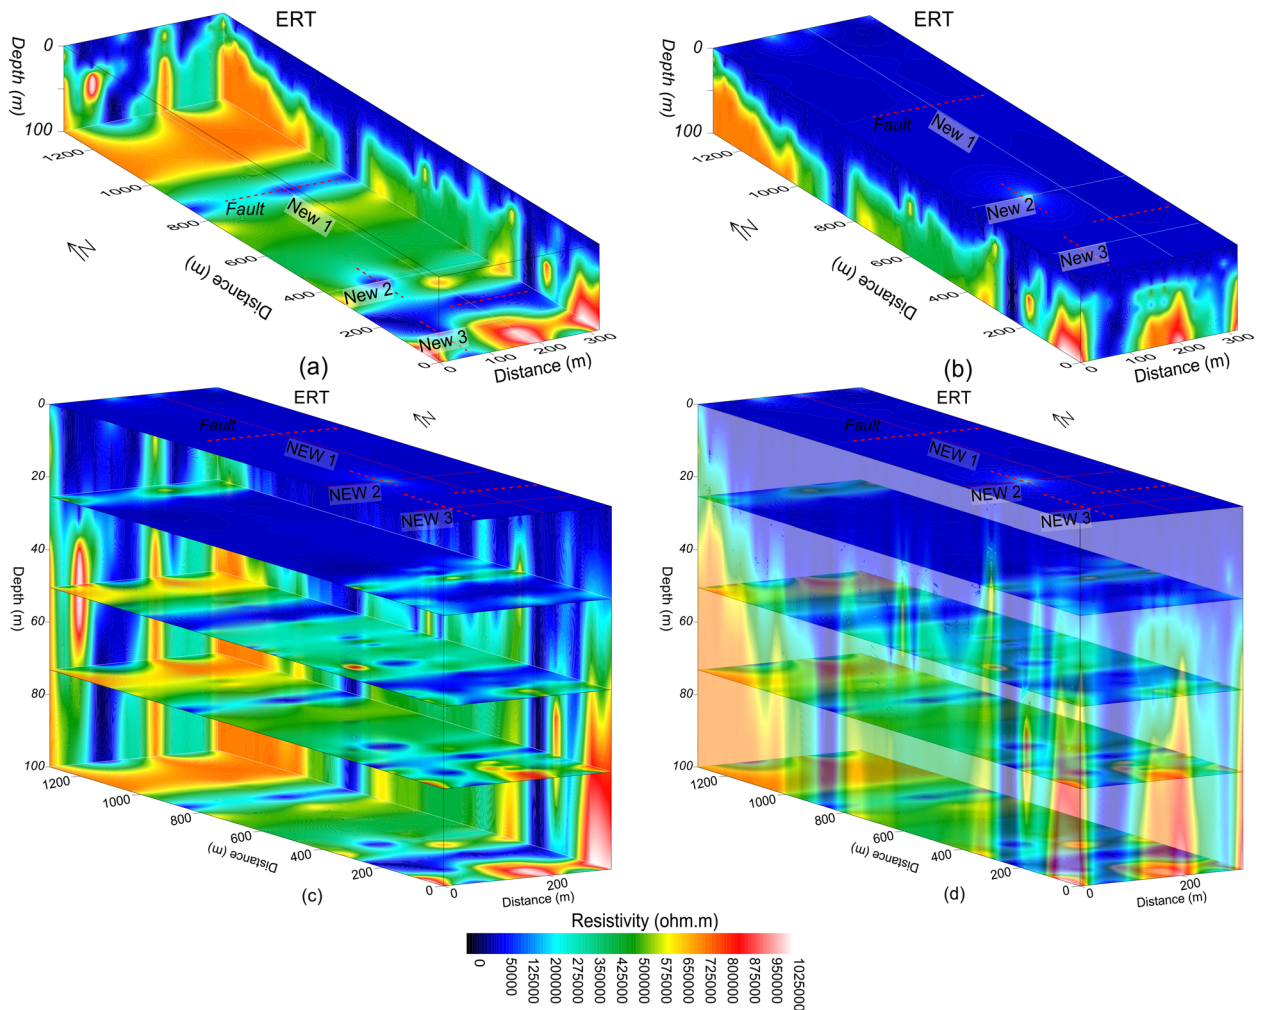 ERT
Depth (m)
0
100
1200
1000
800
600
400
200
0
Distance (m)
N
Fault
New 1
New 2
New 3
0
100
200
300
Distance (m)
(a)
ERT
Depth (m)
0
100
1200
1000
800
600
400
200
0
Distance (m)
N
Fault
New 1
New 2
New 3
0
100
200
300
Distance (m)
(b)
ERT
N
Depth (m)
0
20
40
60
80
100
1200
1000
800
600
400
200
0
Distance (m)
Fault
NEW 1
NEW 2
NEW 3
0
200
Distance (m)
(c)
N
Depth (m)
0
20
40
60
80
100
1200
1000
800
600
400
200
0
Distance (m)
Fault
NEW 1
NEW 2
NEW 3
0
200
Distance (m)
(d)
Resistivity (ohm.m)
0
50000
125000
200000
275000
350000
425000
500000
575000
650000
725000
800000
875000
950000
1025000